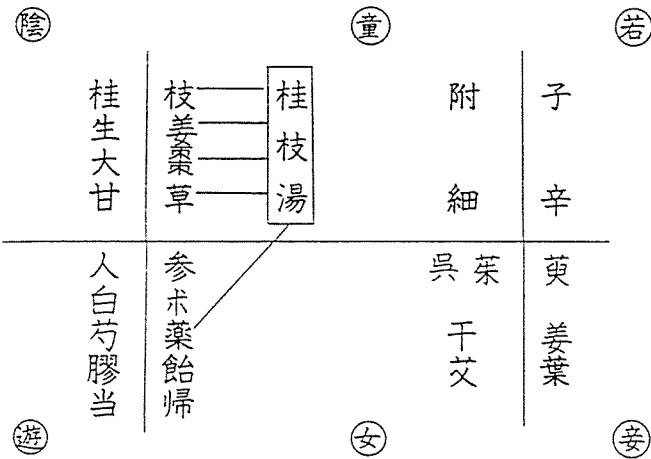 陰 童 若
桂枝
生姜
大棗
甘草
桂枝湯
附子
細辛
人参
白朮
芍薬
膠飴
当帰
呉茱萸
干姜
艾葉
遊 女 妾